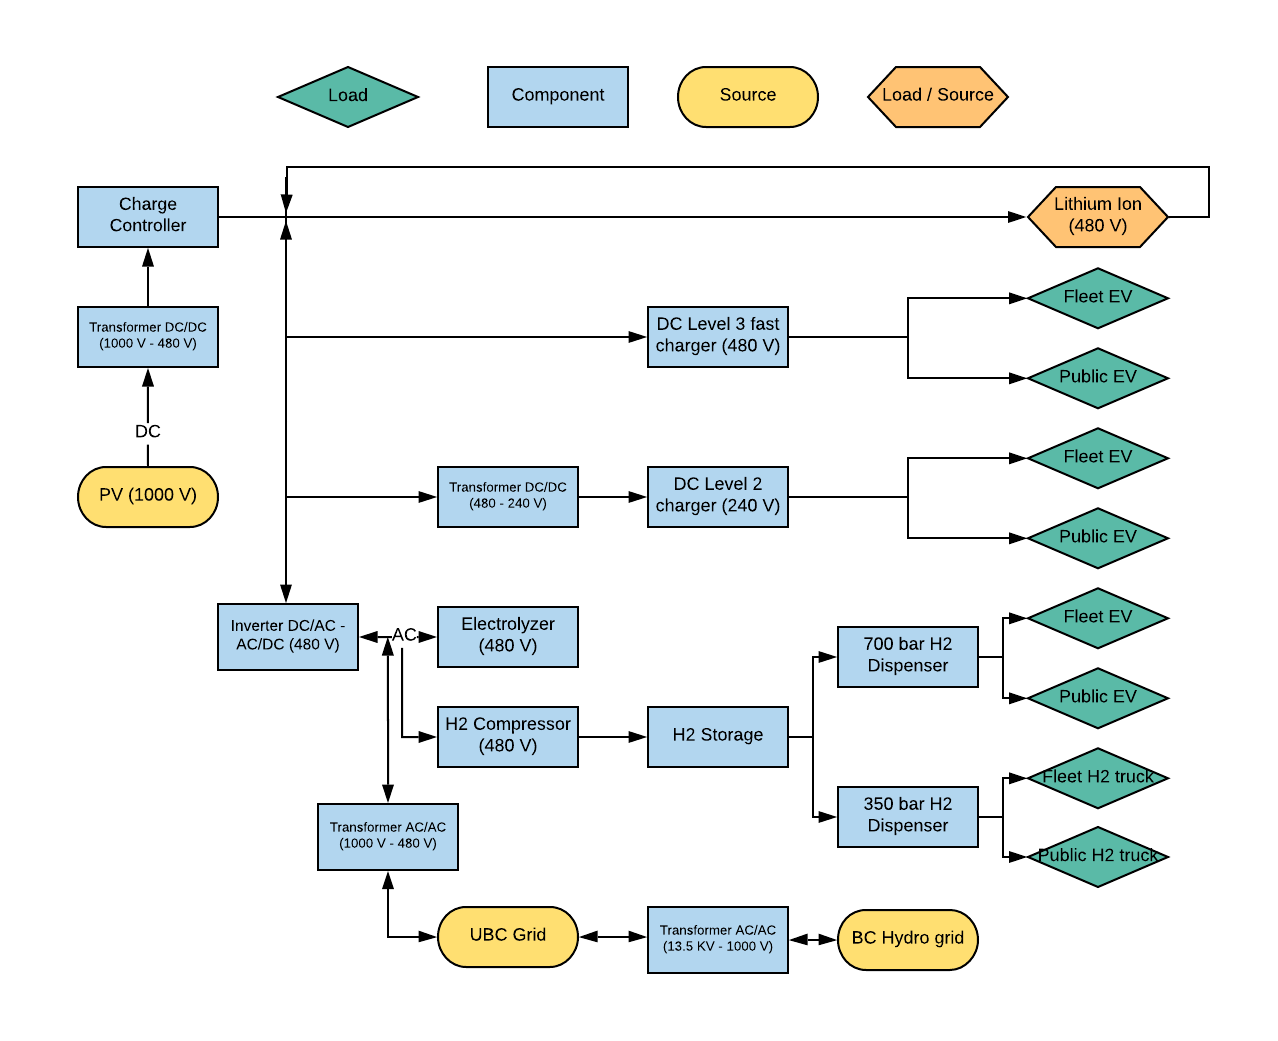 Load
Component
Source
Load / Source
Charge
Controller
Lithium Ion
(480 V)
Transformer DC/DC
(1000 V - 480 V)
DC Level 3 fast
charger (480 V)
Fleet EV
Public EV
DC
PV (1000 V)
Transformer DC/DC
(480 - 240 V)
DC Level 2
charger (240 V)
Fleet EV
Public EV
Inverter DC/AC -
AC/DC (480 V)
AC
Electrolyzer
(480 V)
H2 Compressor
(480 V)
H2 Storage
700 bar H2
Dispenser
Fleet EV
Public EV
350 bar H2
Dispenser
Fleet H2 truck
Public H2 truck
Transformer AC/AC
(1000 V - 480 V)
UBC Grid
Transformer AC/AC
(13.5 KV - 1000 V)
BC Hydro grid